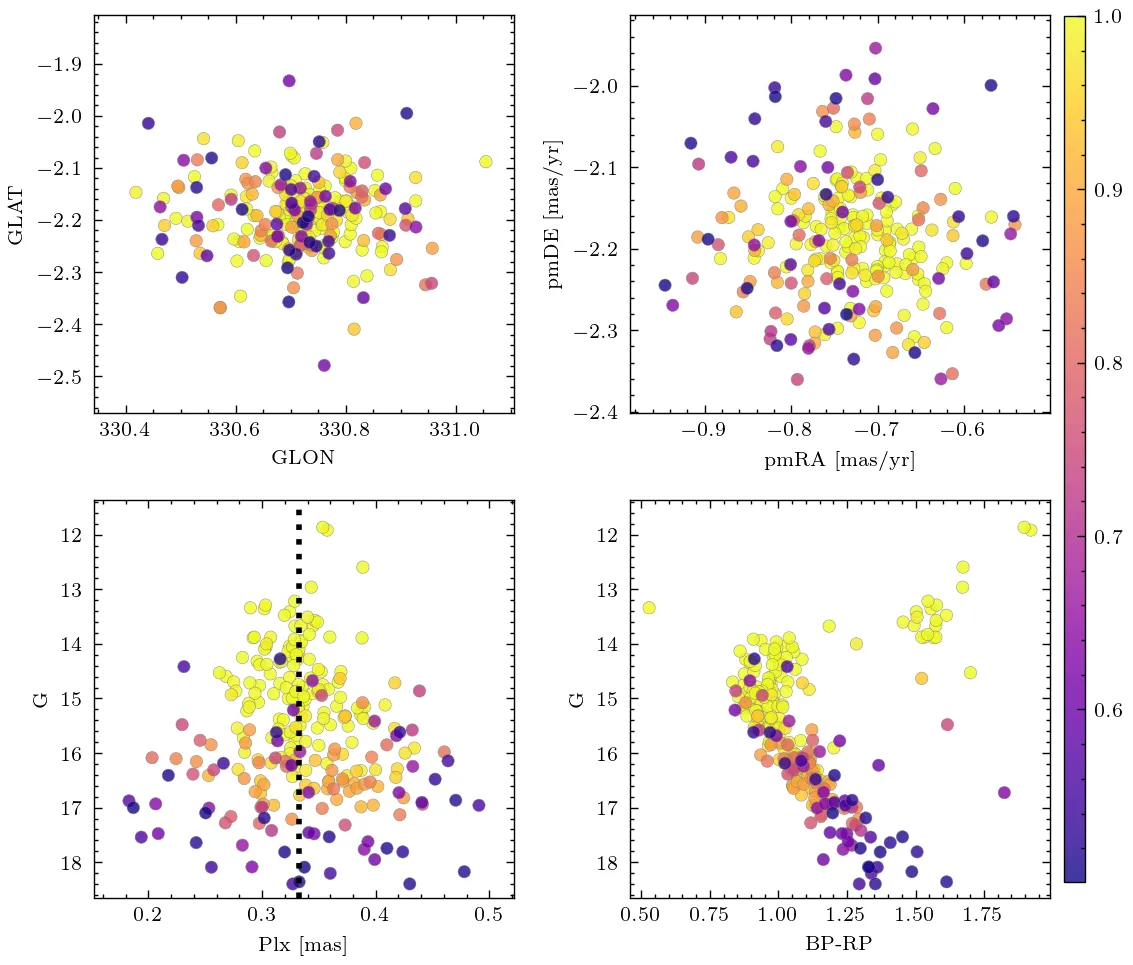 −1.9
−2.0
−2.1
−2.2
−2.3
−2.4
−2.5
GLAT
330.4 330.6 330.8 331.0
GLON
−2.0
−2.1
−2.2
−2.3
−2.4
pmDE [mas/yr]
−0.9 −0.8 −0.7 −0.6
pmRA [mas/yr]
1.0
0.9
0.8
0.7
0.6
12
13
14
15
16
17
18
G
0.2 0.3 0.4 0.5
Plx [mas]
12
13
14
15
16
17
18
G
0.50 0.75 1.00 1.25 1.50 1.75
BP-RP